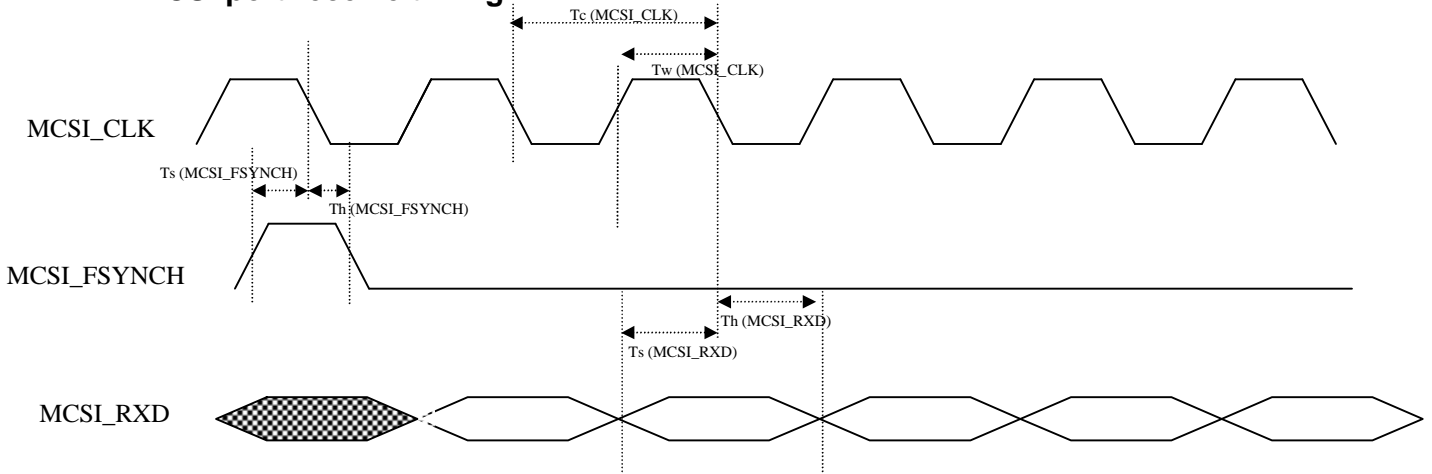 Tc (MCSI_CLK)
Tw (MCSI_CLK)
MCSI_CLK
Ts (MCSI_FSYNCH)
Th (MCSI_FSYNCH)
MCSI_FSYNCH
Th (MCSI_RXD)
Ts (MCSI_RXD)
MCSI_RXD